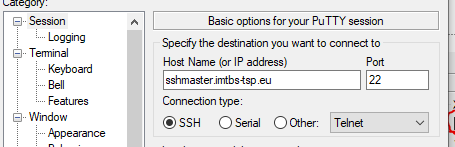 Category:
Session
Logging
Terminal
Keyboard
Bell
Features
Window
Appearance
Basic options for your PuTTY session
Specify the destination you want to connect to
Host Name (or IP address) Port
sshmaster.imtbs-tsp.eu 22
Connection type:
SSH Serial Other: Telnet